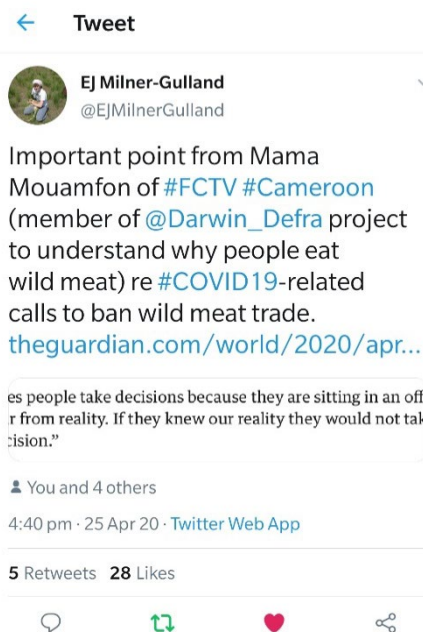 Tweet
EJ Milner-Gulland
@EJMilnerGulland
Important point from Mama
Mouamfon of #FCTV #Cameroon
(member of @Darwin_Defra project
to understand why people eat
wild meat) re #COVID19-related
calls to ban wild meat trade.
theguardian.com/world/2020/apr...
es people take decisions because they are sitting in an off
r from reality. If they knew our reality they would not tak
cision.”
You and 4 others
4:40 pm · 25 Apr 20 · Twitter Web App
5 Retweets 28 Likes